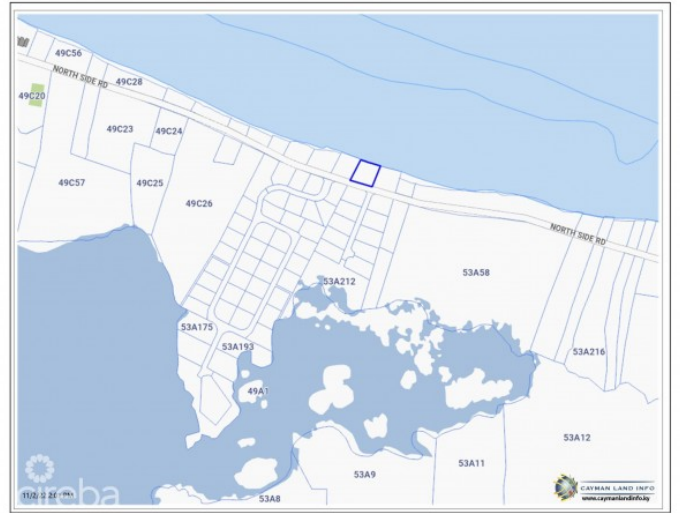 49C56
NORTH SIDE RD
49C28
49C20
49C23
49C24
49C57
49C25
49C26
NORTH SIDE RD
53A212
53A58
53A175
53A193
53A216
49A1
53A12
53A9
53A11
53A8
cireba
CAYMAN LAND INFO
www.caymanlandinfo.ky